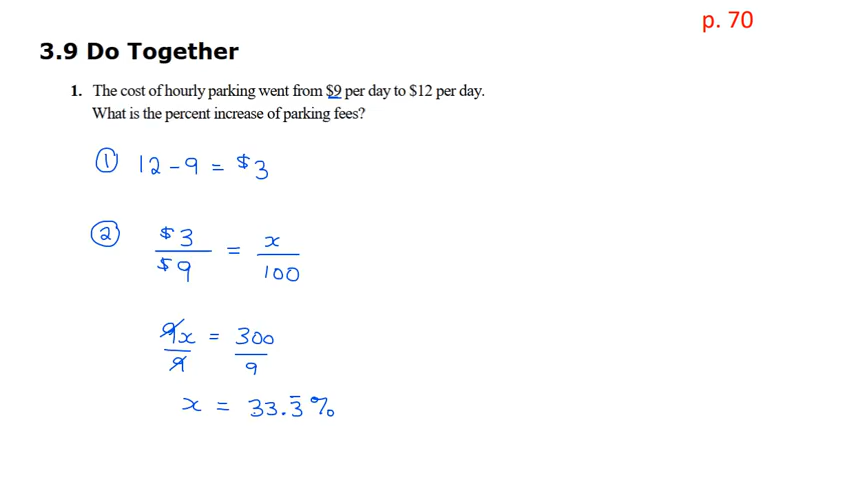 p. 70
3.9 Do Together
1. The cost of hourly parking went from $9 per day to $12 per day.
What is the percent increase of parking fees?
① 12 - 9 = $3
② $3/$9 = x/100
9x/9 = 300/9
x = 33.3̅ %